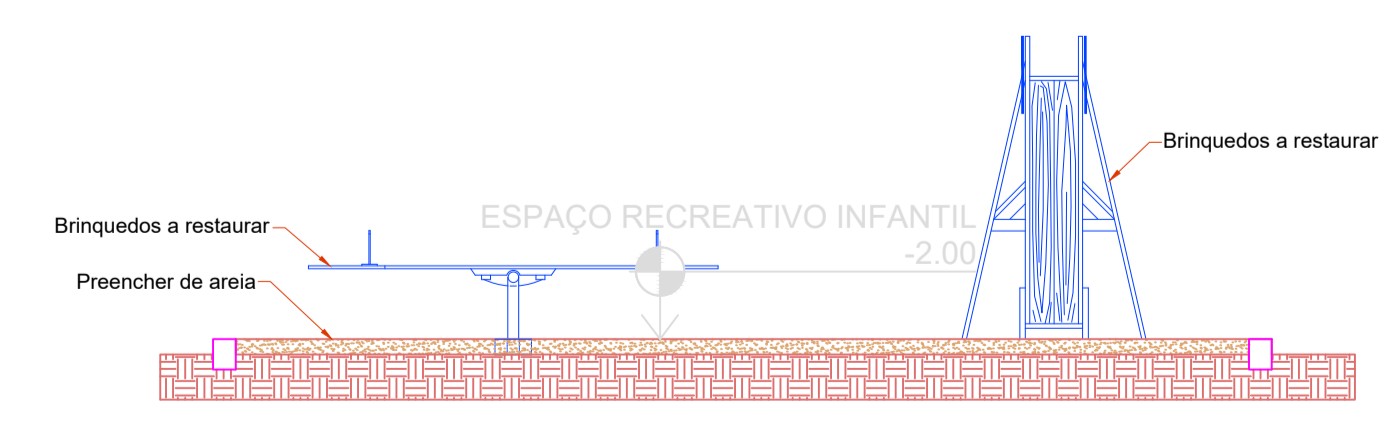 Brinquedos a restaurar
ESPAÇO RECREATIVO INFANTIL
Brinquedos a restaurar
-2.00
Preencher de areia